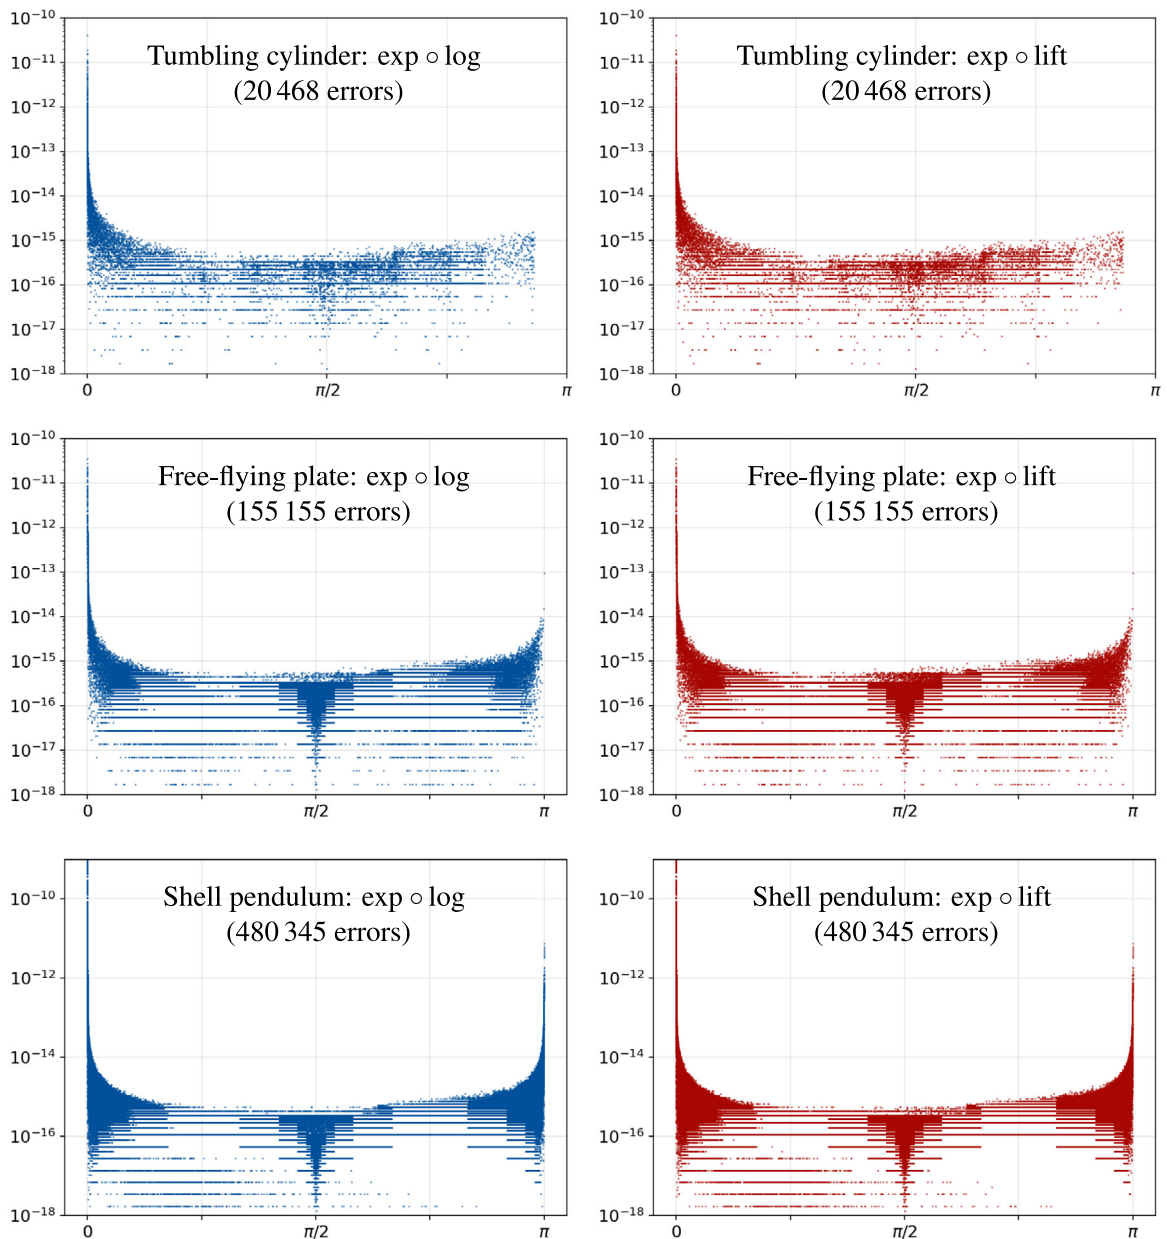 Tumbling cylinder: exp ∘ log
(20 468 errors)
10⁻¹⁰
10⁻¹¹
10⁻¹²
10⁻¹³
10⁻¹⁴
10⁻¹⁵
10⁻¹⁶
10⁻¹⁷
10⁻¹⁸
0 π/2 π
Tumbling cylinder: exp ∘ lift
(20 468 errors)
10⁻¹⁰
10⁻¹¹
10⁻¹²
10⁻¹³
10⁻¹⁴
10⁻¹⁵
10⁻¹⁶
10⁻¹⁷
10⁻¹⁸
0 π/2 π
Free-flying plate: exp ∘ log
(155 155 errors)
10⁻¹⁰
10⁻¹¹
10⁻¹²
10⁻¹³
10⁻¹⁴
10⁻¹⁵
10⁻¹⁶
10⁻¹⁷
10⁻¹⁸
0 π/2 π
Free-flying plate: exp ∘ lift
(155 155 errors)
10⁻¹⁰
10⁻¹¹
10⁻¹²
10⁻¹³
10⁻¹⁴
10⁻¹⁵
10⁻¹⁶
10⁻¹⁷
10⁻¹⁸
0 π/2 π
Shell pendulum: exp ∘ log
(480 345 errors)
10⁻¹⁰
10⁻¹²
10⁻¹⁴
10⁻¹⁶
10⁻¹⁸
0 π/2 π
Shell pendulum: exp ∘ lift
(480 345 errors)
10⁻¹⁰
10⁻¹²
10⁻¹⁴
10⁻¹⁶
10⁻¹⁸
0 π/2 π